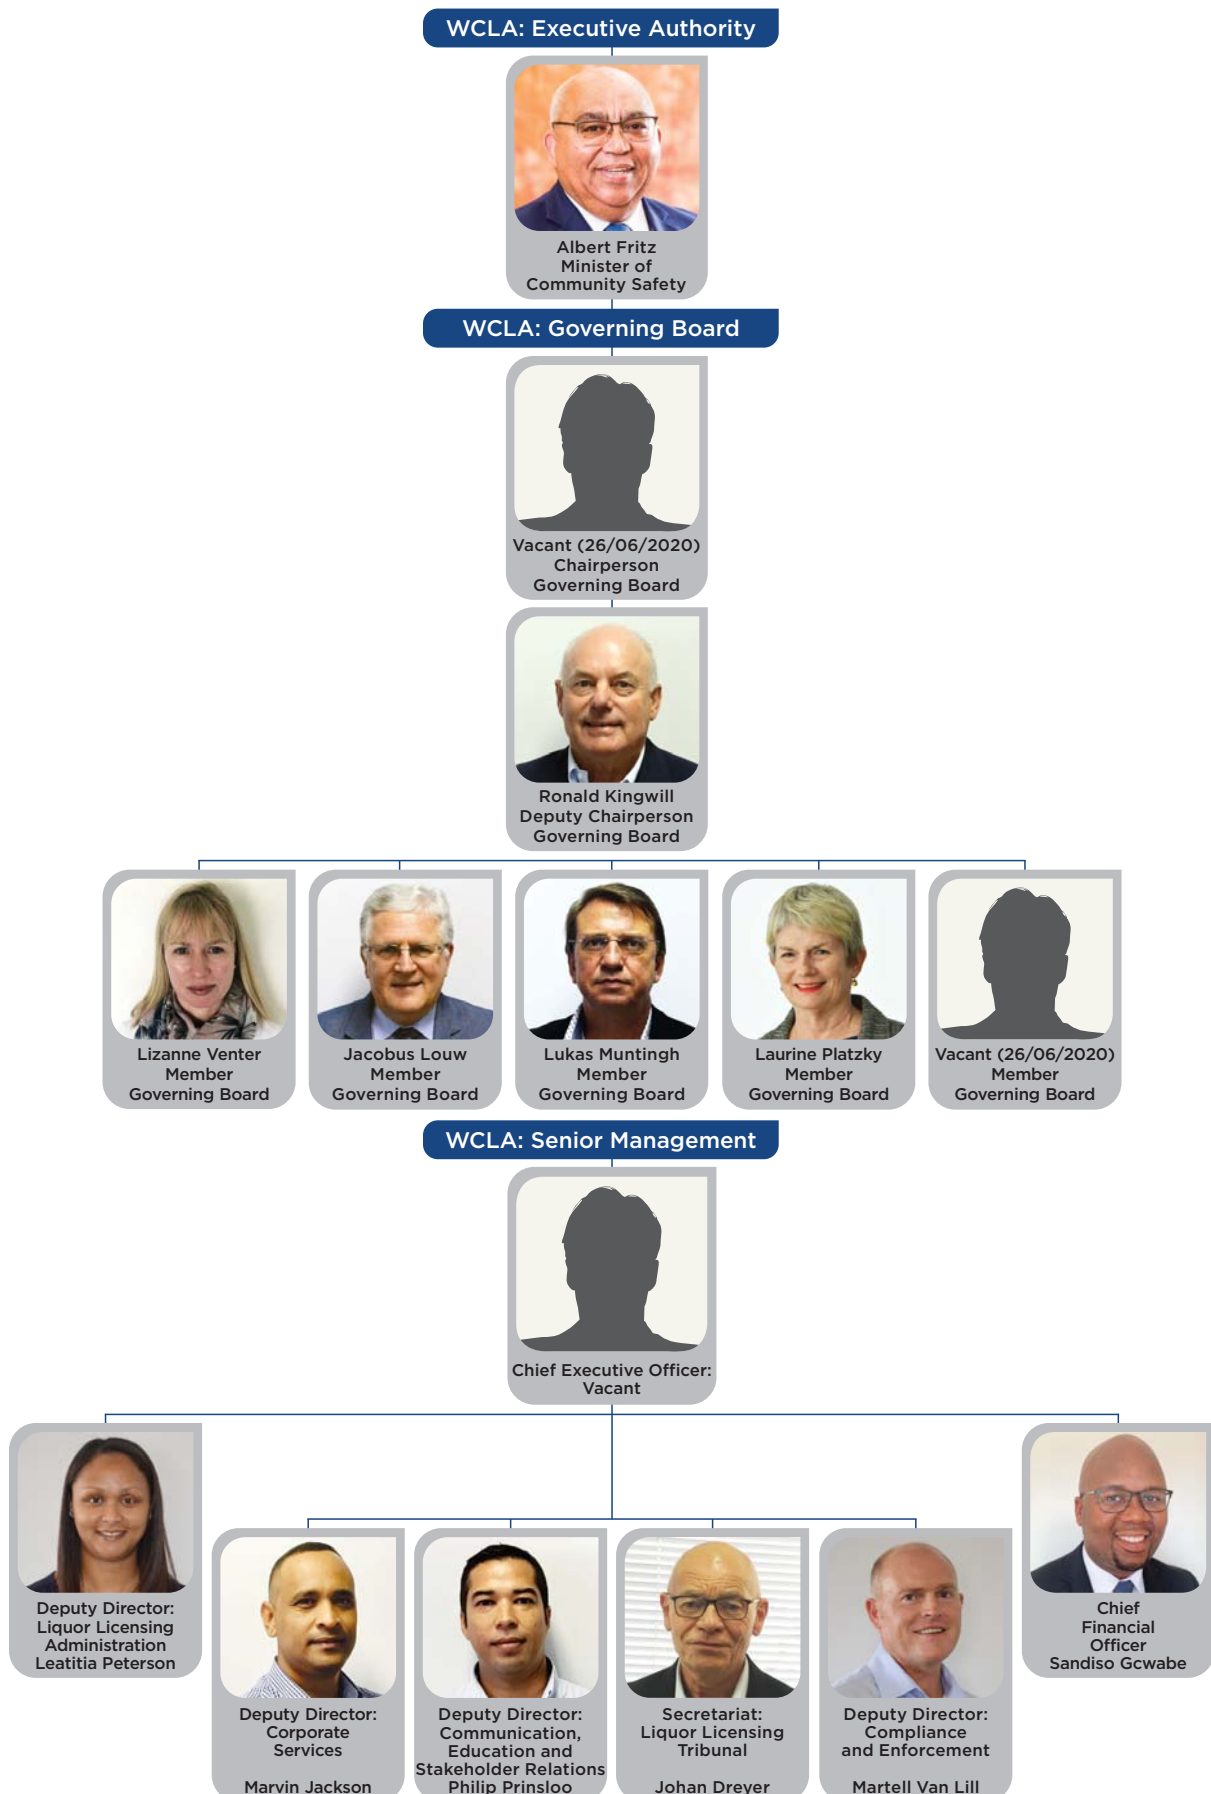 WCLA: Executive Authority
Albert Fritz
Minister of
Community Safety
WCLA: Governing Board
Vacant (26/06/2020)
Chairperson
Governing Board
Ronald Kingwill
Deputy Chairperson
Governing Board
Lizanne Venter
Member
Governing Board
Jacobus Louw
Member
Governing Board
Lukas Muntingh
Member
Governing Board
Laurine Platzky
Member
Governing Board
Vacant (26/06/2020)
Member
Governing Board
WCLA: Senior Management
Chief Executive Officer:
Vacant
Deputy Director:
Liquor Licensing
Administration
Leatitia Peterson
Deputy Director:
Corporate
Services
Marvin Jackson
Deputy Director:
Communication,
Education and
Stakeholder Relations
Philip Prinsloo
Secretariat:
Liquor Licensing
Tribunal
Johan Dreyer
Deputy Director:
Compliance
and Enforcement
Martell Van Lill
Chief
Financial
Officer
Sandiso Gcwabe